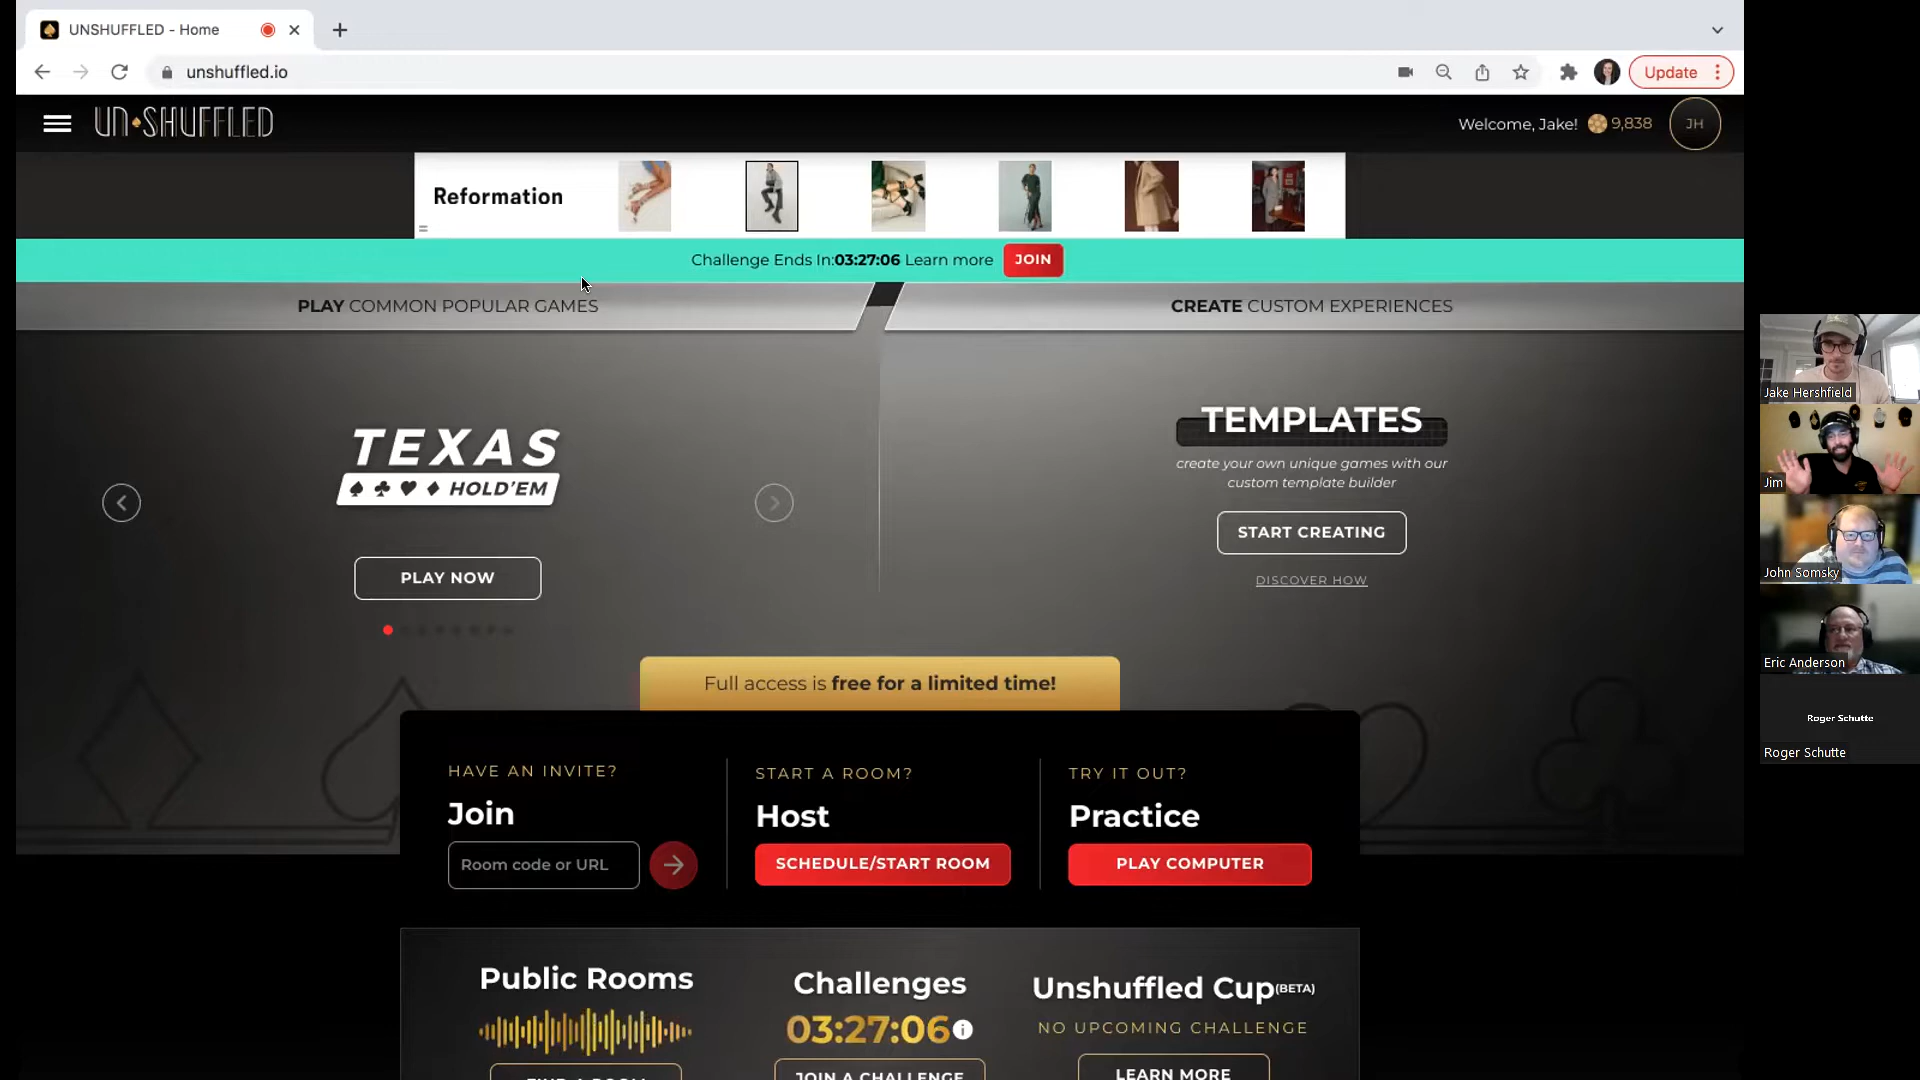 UNSHUFFLED - Home
unshuffled.io
Update
UN SHUFFLED
Welcome, Jake!
9,838
JH
Reformation
Challenge Ends In:03:27:06 Learn more
JOIN
PLAY COMMON POPULAR GAMES
CREATE CUSTOM EXPERIENCES
TEXAS
HOLD'EM
PLAY NOW
TEMPLATES
create your own unique games with our
custom template builder
START CREATING
DISCOVER HOW
Full access is free for a limited time!
HAVE AN INVITE?
Join
Room code or URL
START A ROOM?
Host
SCHEDULE/START ROOM
TRY IT OUT?
Practice
PLAY COMPUTER
Public Rooms
FIND A ROOM
Challenges
03:27:06
i
JOIN A CHALLENGE
Unshuffled Cup(BETA)
NO UPCOMING CHALLENGE
LEARN MORE
Jake Hershfield
Jim
John Somsky
Eric Anderson
Roger Schutte
Roger Schutte